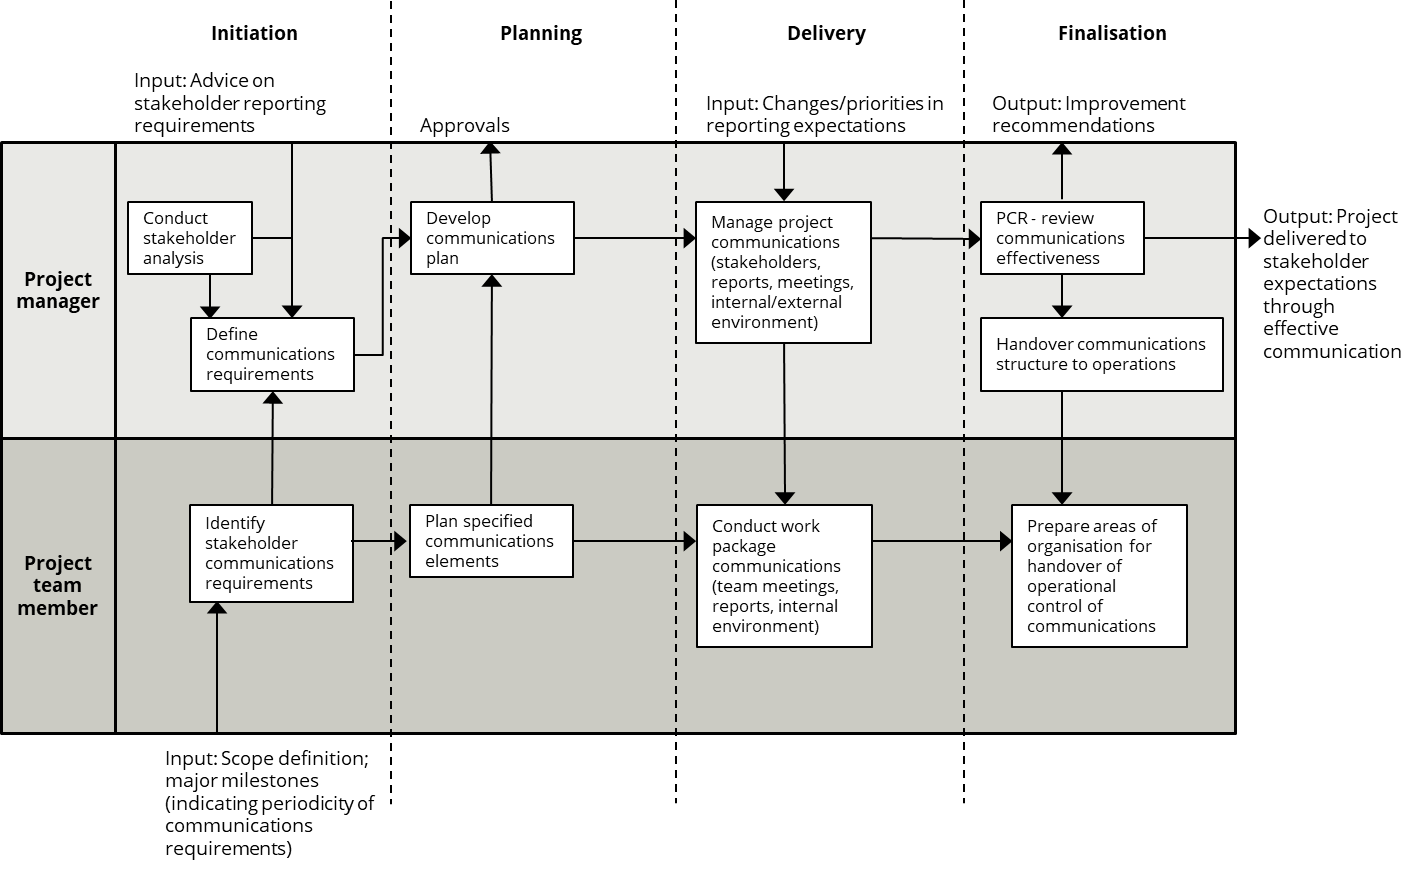 Initiation
Planning
Delivery
Finalisation
Input: Advice on
stakeholder reporting
requirements
Approvals
Input: Changes/priorities in
reporting expectations
Output: Improvement
recommendations
Project
manager
Conduct
stakeholder
analysis
Define
communications
requirements
Develop
communications
plan
Manage project
communications
(stakeholders,
reports, meetings,
internal/external
environment)
PCR - review
communications
effectiveness
Handover communications
structure to operations
Output: Project
delivered to
stakeholder
expectations
through
effective
communication
Project
team
member
Identify
stakeholder
communications
requirements
Plan specified
communications
elements
Conduct work
package
communications
(team meetings,
reports, internal
environment)
Prepare areas of
organisation for
handover of
operational
control of
communications
Input: Scope definition;
major milestones
(indicating periodicity of
communications
requirements)